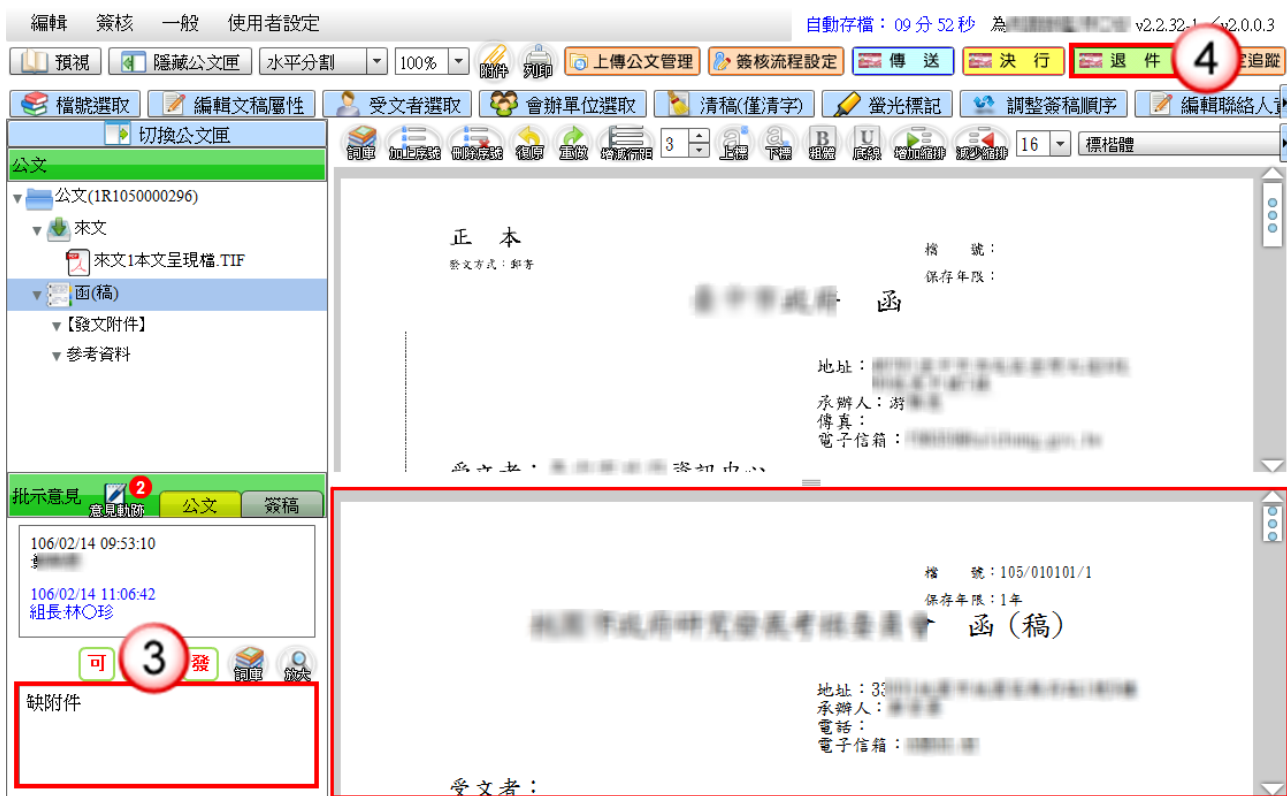 編輯 簽核 一般 使用者設定 自動存檔： 09 分 52 秒 為 v2.2.32-1 / v2.0.0.3
預視 隱藏公文匣 水平分割 100% 附件 列印 上傳公文管理 簽核流程設定 傳 送 決 行 退 件 4 定追蹤
檔號選取 編輯文稿屬性 受文者選取 會辦單位選取 清稿(僅清字) 螢光標記 調整簽稿順序 編輯聯絡人
切換公文匣 詞庫 加上序號 刪除序號 復原 重做 3 上標 下標 粗體 底線 增加縮排 減少縮排 16 標楷體
公文
公文(1R1050000296)
來文
來文1本文呈現檔.TIF
函(稿)
【發文附件】
參考資料
正 本
發文方式：郵寄
檔 號：
保存年限：
函
地址：
承辦人：游
傳真：
電子信箱：
受文者： 資訊中心
批示意見 意見軌跡 2 公文 簽稿
106/02/14 09:53:10
106/02/14 11:06:42
組長:林〇珍
可 3 發 詞庫 放大
缺附件
檔 號：105/010101/1
保存年限：1年
函（稿）
地址：33
承辦人：
電話：
電子信箱：
受文者：